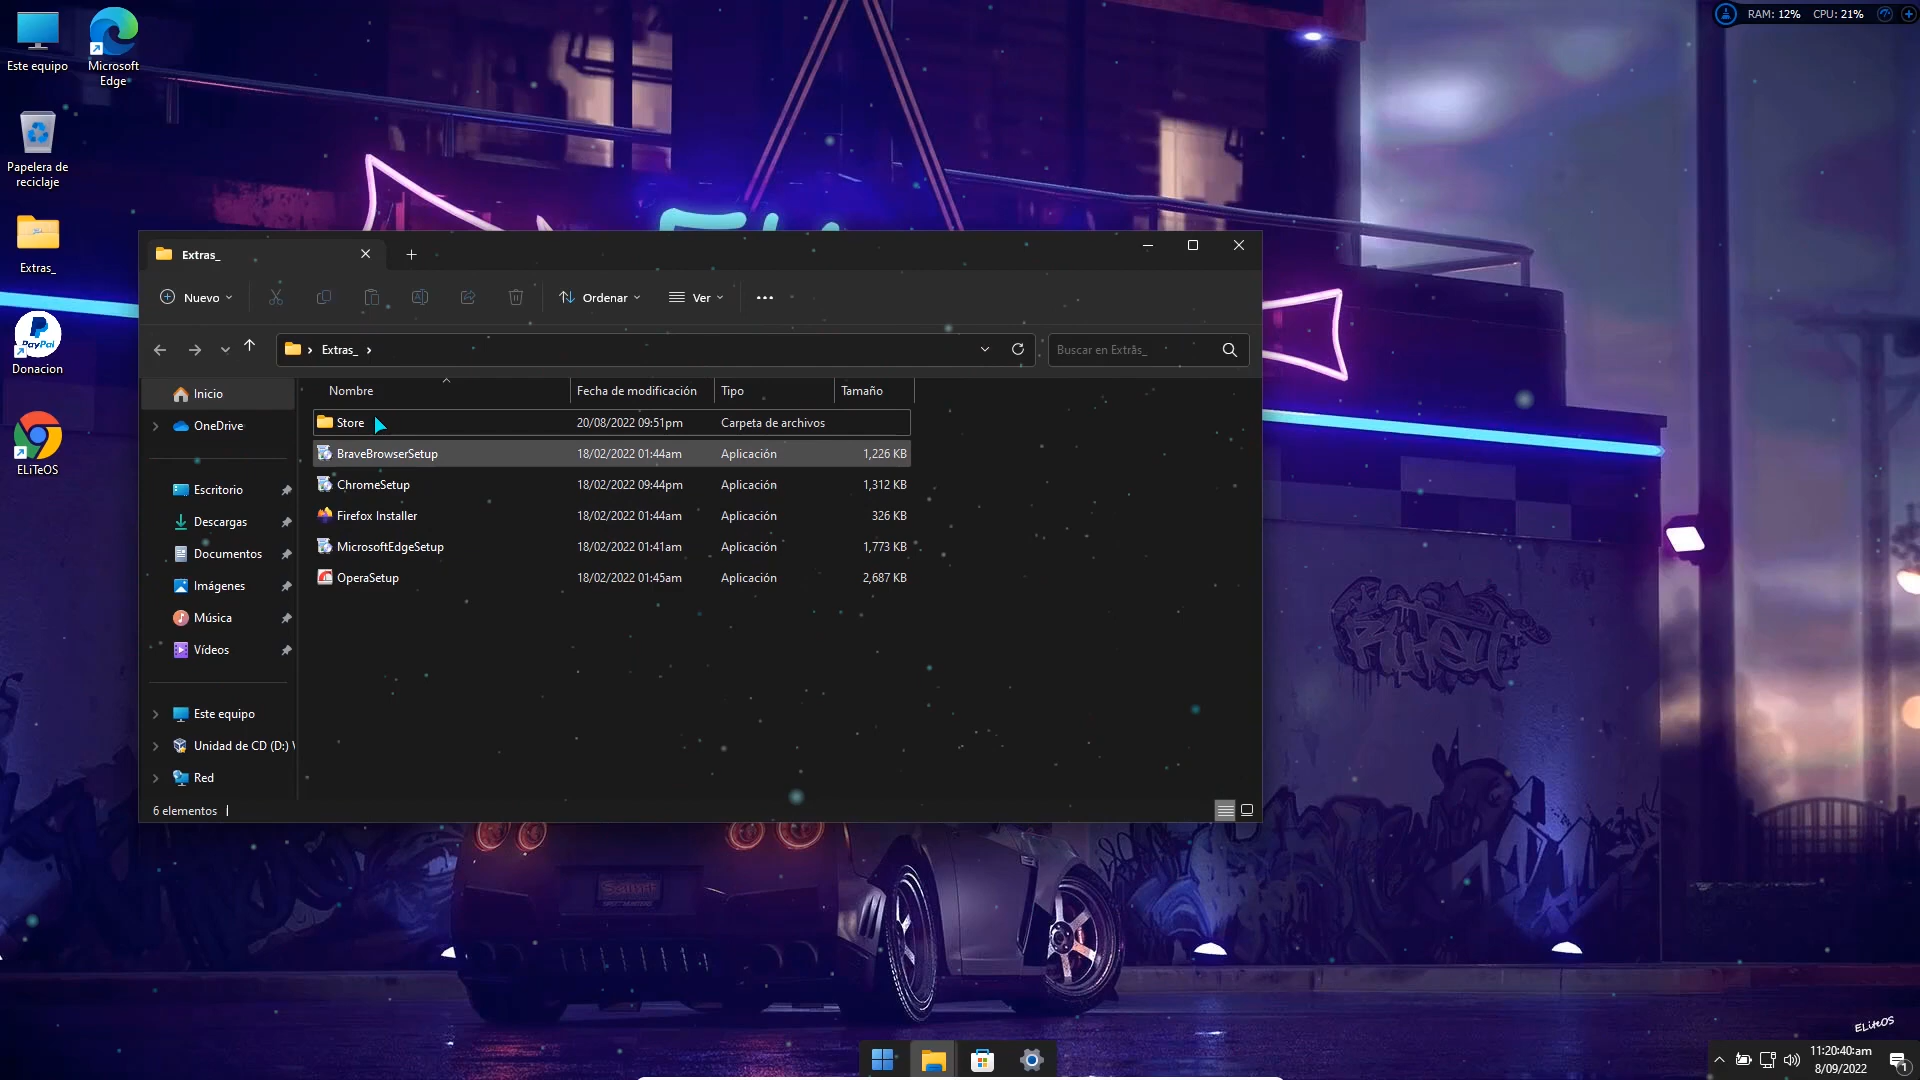 Este equipo
Microsoft
Edge
RAM: 12% CPU: 21%
Papelera de
reciclaje
Extras_
PayPal
Donacion
ELiTeOS
Extras_
Nuevo
Ordenar
Ver
Extras_
Buscar en Extras_
Nombre Fecha de modificación Tipo Tamaño
Store 20/08/2022 09:51pm Carpeta de archivos
BraveBrowserSetup 18/02/2022 01:44am Aplicación 1,226 KB
ChromeSetup 18/02/2022 09:44pm Aplicación 1,312 KB
Firefox Installer 18/02/2022 01:44am Aplicación 326 KB
MicrosoftEdgeSetup 18/02/2022 01:41am Aplicación 1,773 KB
OperaSetup 18/02/2022 01:45am Aplicación 2,687 KB
Inicio
OneDrive
Escritorio
Descargas
Documentos
Imágenes
Música
Vídeos
Este equipo
Unidad de CD (D:)
Red
6 elementos
ELiteOS
11:20:40:am
8/09/2022
1